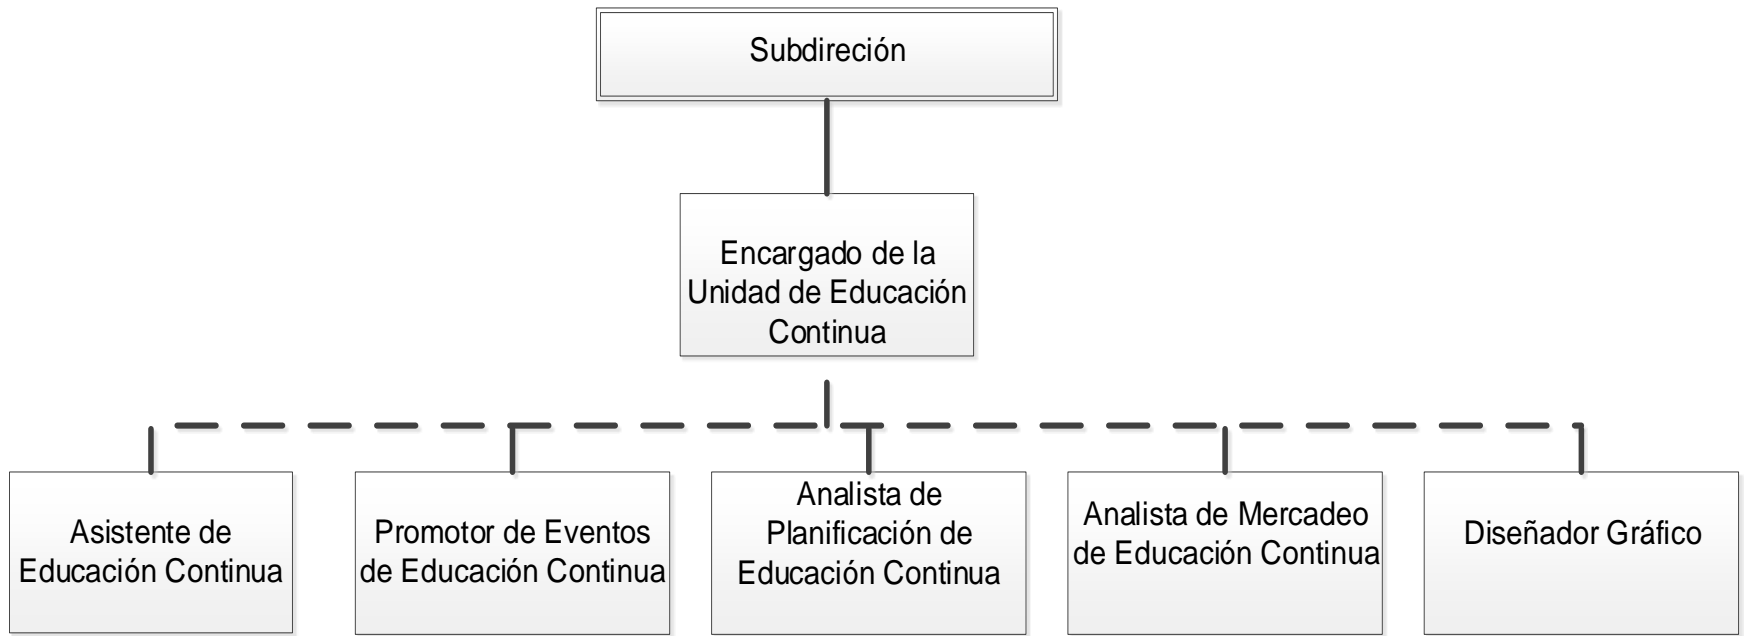 Subdireción
Encargado de la
Unidad de Educación
Continua
Asistente de
Educación Continua
Promotor de Eventos
de Educación Continua
Analista de
Planificación de
Educación Continua
Analista de Mercadeo
de Educación Continua
Diseñador Gráfico